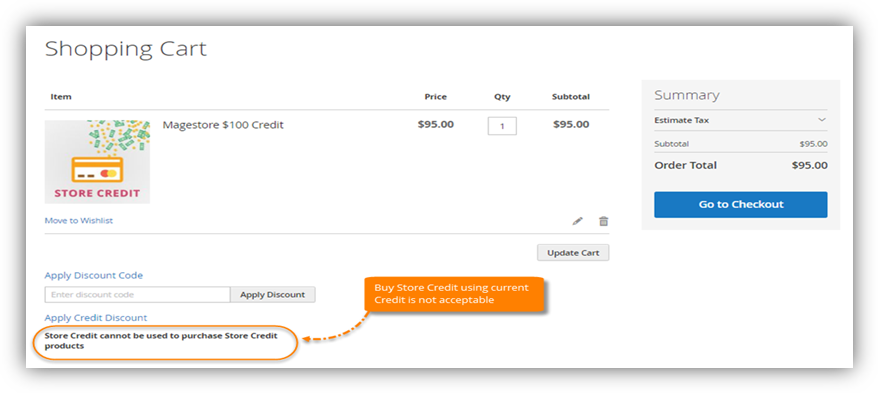 Shopping Cart
Item Price Qty Subtotal
STORE CREDIT
Magestore $100 Credit $95.00 1 $95.00
Move to Wishlist
Update Cart
Apply Discount Code
Enter discount code Apply Discount
Apply Credit Discount
Store Credit cannot be used to purchase Store Credit
products
Buy Store Credit using current
Credit is not acceptable
Summary
Estimate Tax
Subtotal $95.00
Order Total $95.00
Go to Checkout